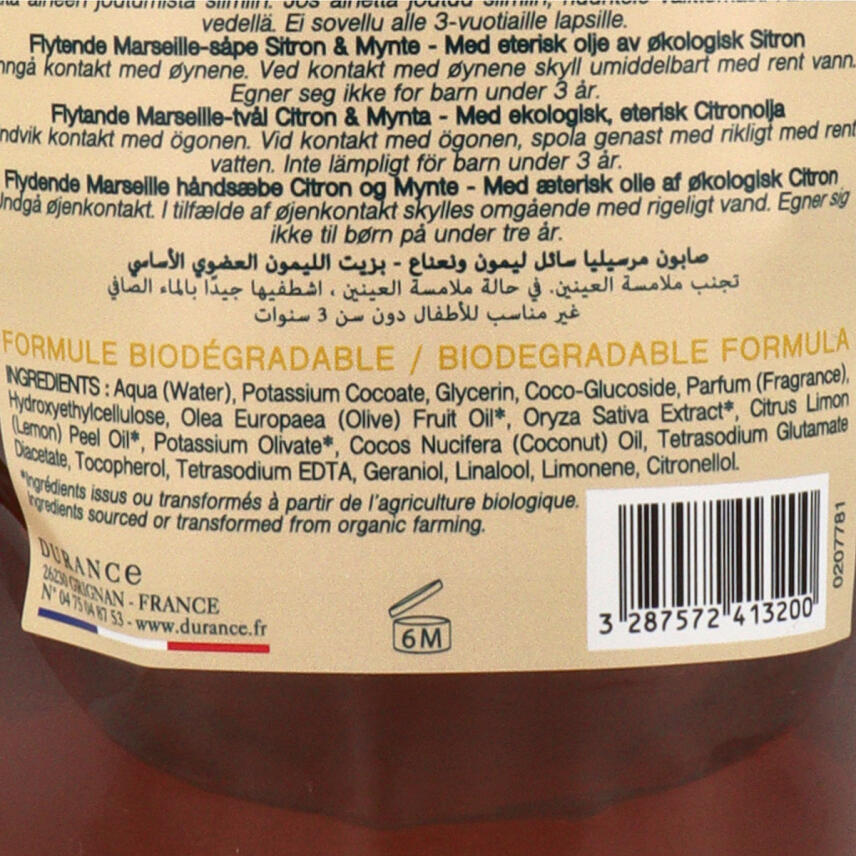 vedellä. Ei sovellu alle 3-vuotiaille lapsille.
Flytende Marseille-såpe Sitron & Mynte - Med eterisk olje av økologisk Sitron
kontakt med øynene. Ved kontakt med øynene skyll umiddelbart med rent vann.
Egner seg ikke for barn under 3 år.
Flytande Marseille-tvål Citron & Mynta - Med ekologisk, eterisk Citronolja
ndvik kontakt med ögonen. Vid kontakt med ögonen, spola genast med rikligt med rent
vatten. Inte lämpligt för barn under 3 år.
Flydende Marseille håndsæbe Citron og Mynte - Med æterisk olie af økologisk Citron
Undgå øjenkontakt. I tilfælde af øjenkontakt skylles omgående med rigeligt vand. Egner sig
ikke til børn på under tre år.
صابون مرسيليا سائل ليمون ونعناع - بزيت الليمون العضوي الأساسي
تجنب ملامسة العينين. في حالة ملامسة العينين ، اشطفيها جيدًا بالماء الصافي
غير مناسب للأطفال دون سن 3 سنوات
FORMULE BIODÉGRADABLE / BIODEGRADABLE FORMULA
INGREDIENTS : Aqua (Water), Potassium Cocoate, Glycerin, Coco-Glucoside, Parfum (Fragrance),
Hydroxyethylcellulose, Olea Europaea (Olive) Fruit Oil*, Oryza Sativa Extract*, Citrus Limon
(Lemon) Peel Oil*, Potassium Olivate*, Cocos Nucifera (Coconut) Oil, Tetrasodium Glutamate
Diacetate, Tocopherol, Tetrasodium EDTA, Geraniol, Linalool, Limonene, Citronellol.
*Ingrédients issus ou transformés à partir de l'agriculture biologique.
Ingredients sourced or transformed from organic farming.
DURANCE
26230 GRIGNAN - FRANCE
N° 04 75 04 87 53 - www.durance.fr
6M
3 287572 413200
0207781